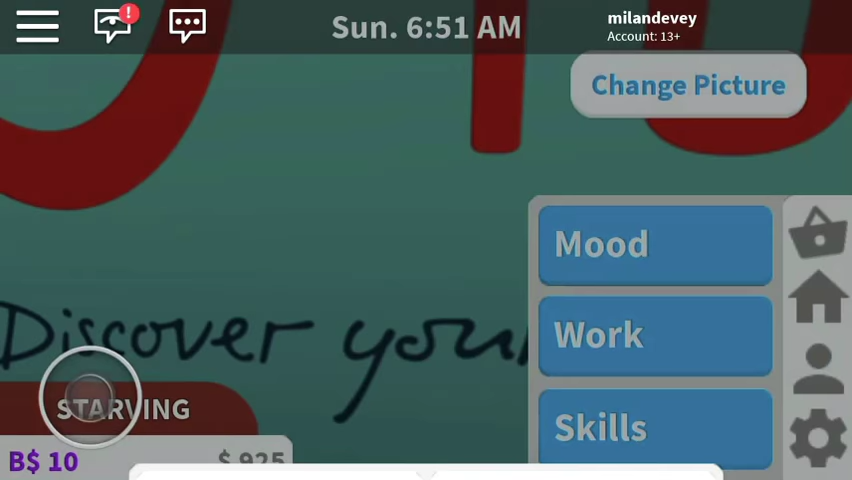 Sun. 6:51 AM
milandevey
Account: 13+
Change Picture
Mood
Discover your
Work
STARVING
Skills
B$ 10
$ 925